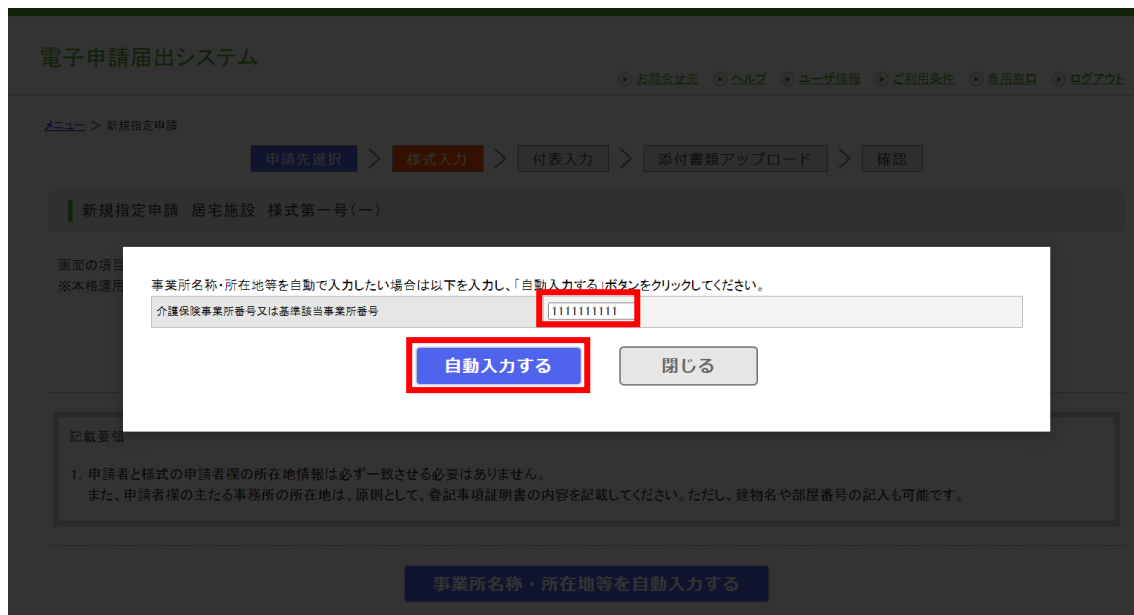 電子申請届出システム
お問合せ先 ヘルプ ユーザ情報 ご利用条件 専用窓口 ログアウト
メニュー > 新規指定申請
申請先選択 > 様式入力 > 付表入力 > 添付書類アップロード > 確認
新規指定申請 居宅施設 様式第一号(一)
画面の項目
※本格運用
事業所名称・所在地等を自動で入力したい場合は以下を入力し、「自動入力する」ボタンをクリックしてください。
介護保険事業所番号又は基準該当事業所番号 1111111111
自動入力する 閉じる
記載要領
1. 申請者と様式の申請者欄の所在地情報は必ず一致させる必要はありません。
また、申請者欄の主たる事務所の所在地は、原則として、登記事項証明書の内容を記載してください。ただし、建物名や部屋番号の記入も可能です。
事業所名称・所在地等を自動入力する